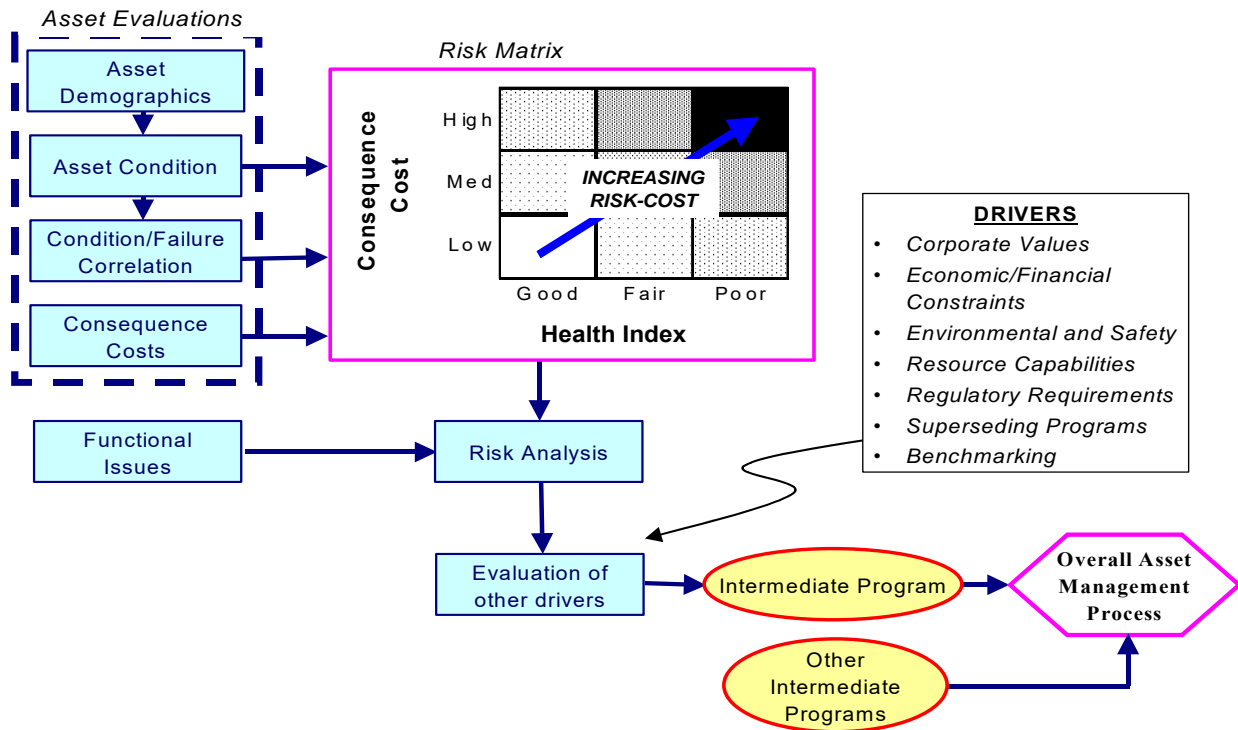 Asset Evaluations
Asset
Demographics
Asset Condition
Condition/Failure
Correlation
Consequence
Costs
Risk Matrix
Consequence
Cost
High
Med
Low
INCREASING
RISK-COST
Good Fair Poor
Health Index
DRIVERS
• Corporate Values
• Economic/Financial
Constraints
• Environmental and Safety
• Resource Capabilities
• Regulatory Requirements
• Superseding Programs
• Benchmarking
Functional
Issues
Risk Analysis
Evaluation of
other drivers
Intermediate Program
Overall Asset
Management
Process
Other
Intermediate
Programs